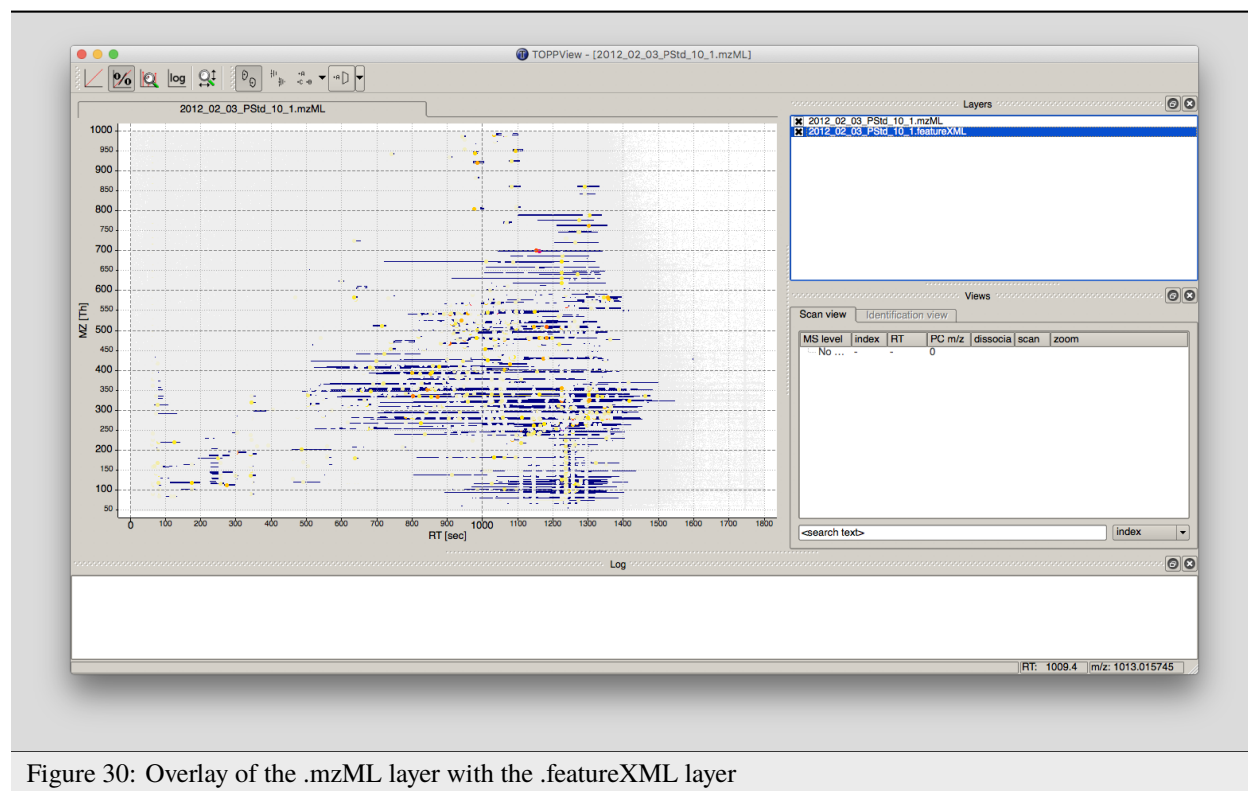 TOPPView - [2012_02_03_PStd_10_1.mzML]
% log
2012_02_03_PStd_10_1.mzML
Layers
2012_02_03_PStd_10_1.mzML
2012_02_03_PStd_10_1.featureXML
1000
950
900
850
800
750
700
650
600
550
500
450
400
350
300
250
200
150
100
50
MZ [Th]
0 100 200 300 400 500 600 700 800 900 1000 1100 1200 1300 1400 1500 1600 1700 1800
RT [sec]
Views
Scan view Identification view
MS level index RT PC m/z dissocia scan zoom
No ... - - 0
<search text> index
Log
RT: 1009.4 m/z: 1013.015745
Figure 30: Overlay of the .mzML layer with the .featureXML layer